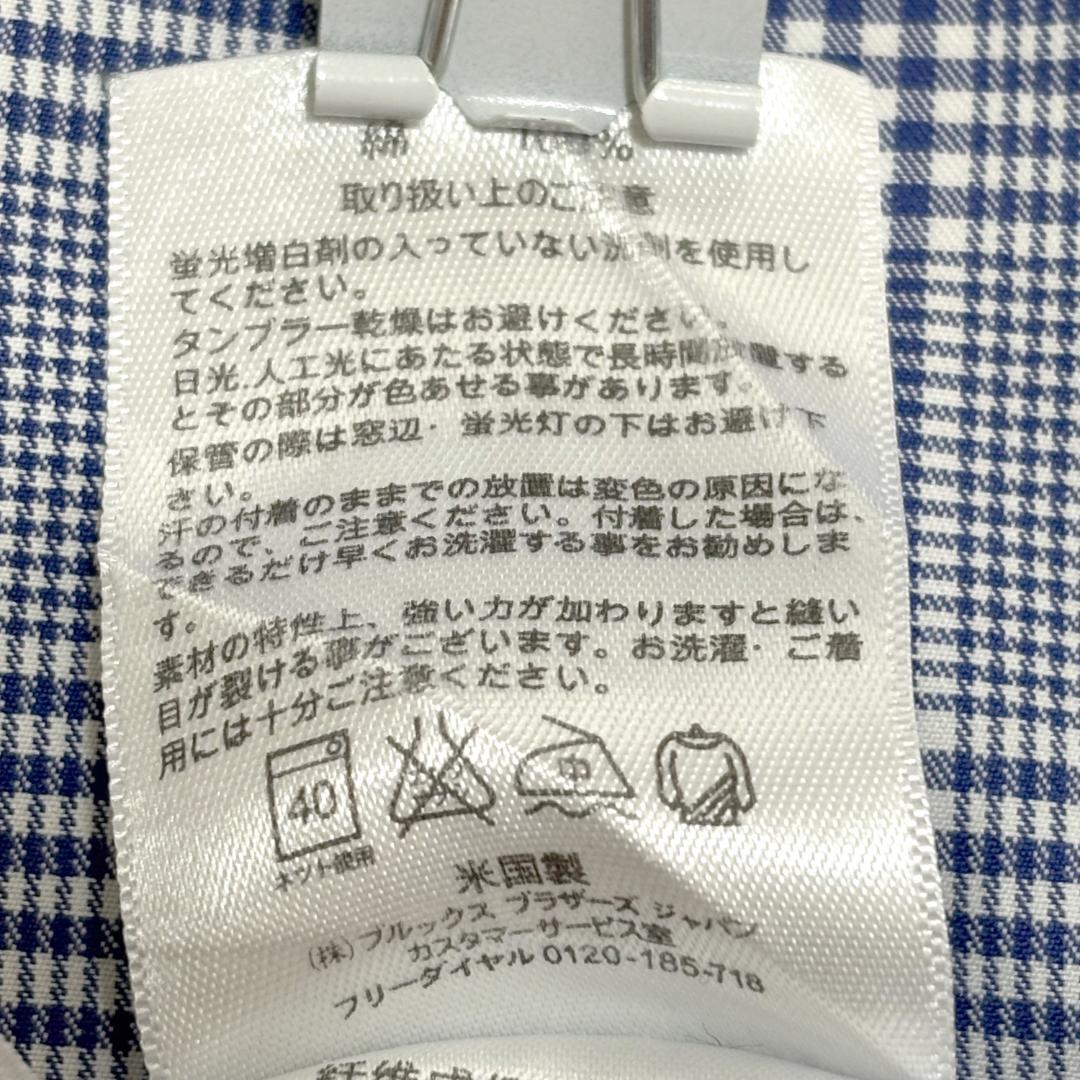 綿 100%
取り扱い上のご注意
蛍光増白剤の入っていない洗剤を使用し
てください。
タンブラー乾燥はお避けください。
日光.人工光にあたる状態で長時間放置する
とその部分が色あせる事があります。
保管の際は窓辺・蛍光灯の下はお避け下
さい。
汗の付着のままでの放置は変色の原因にな
るので、ご注意ください。付着した場合は、
できるだけ早くお洗濯する事をお勧めしま
す。
素材の特性上、強い力が加わりますと縫い
目が裂ける事がございます。お洗濯・ご着
用には十分ご注意ください。
40 中
ネット使用
米国製
(株)ブルックス ブラザーズ ジャパン
カスタマーサービス室
フリーダイヤル 0120-185-718